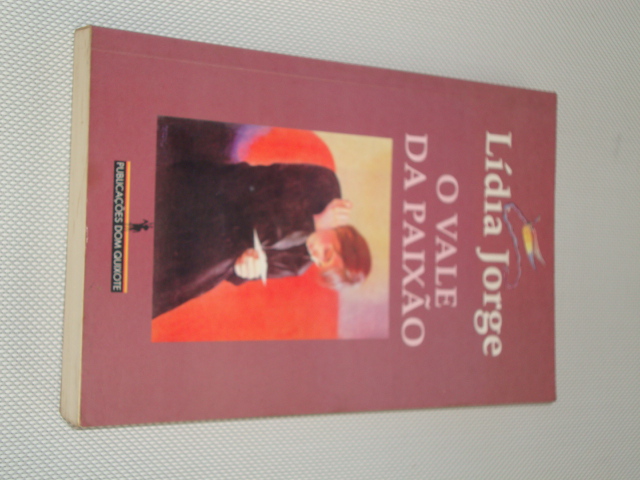 Lídia Jorge
O VALE
DA PAIXÃO
PUBLICAÇÕES DOM QUIXOTE